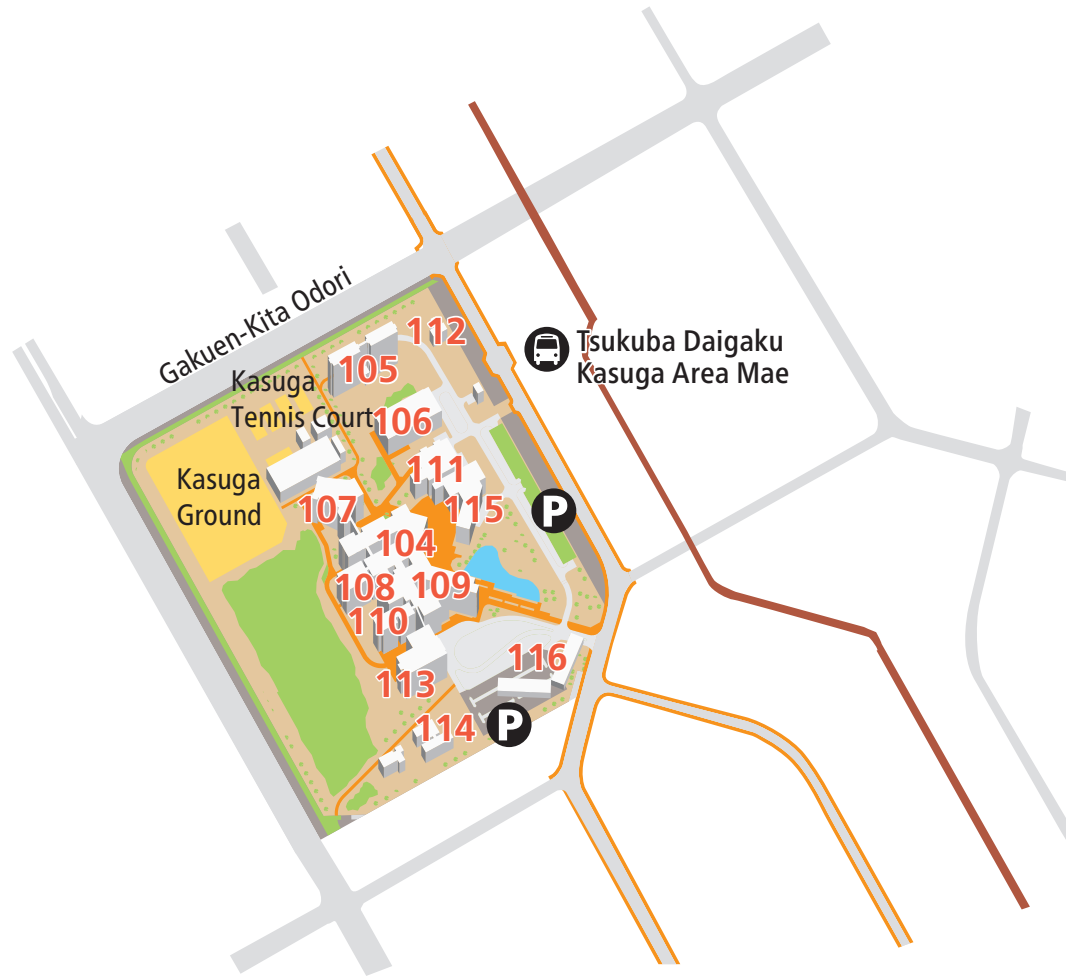 Gakuen-Kita Odori
112
Tsukuba Daigaku
Kasuga Area Mae
105
Kasuga
Tennis Court
106
111
Kasuga
Ground
107
115
P
104
108
109
110
116
113
114
P